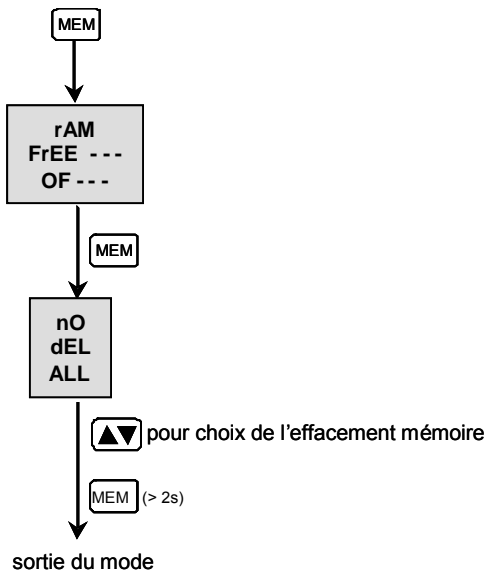 MEM
rAM
FrEE - - -
OF - - -
MEM
nO
dEL
ALL
▲▼ pour choix de l'effacement mémoire
MEM (> 2s)
sortie du mode